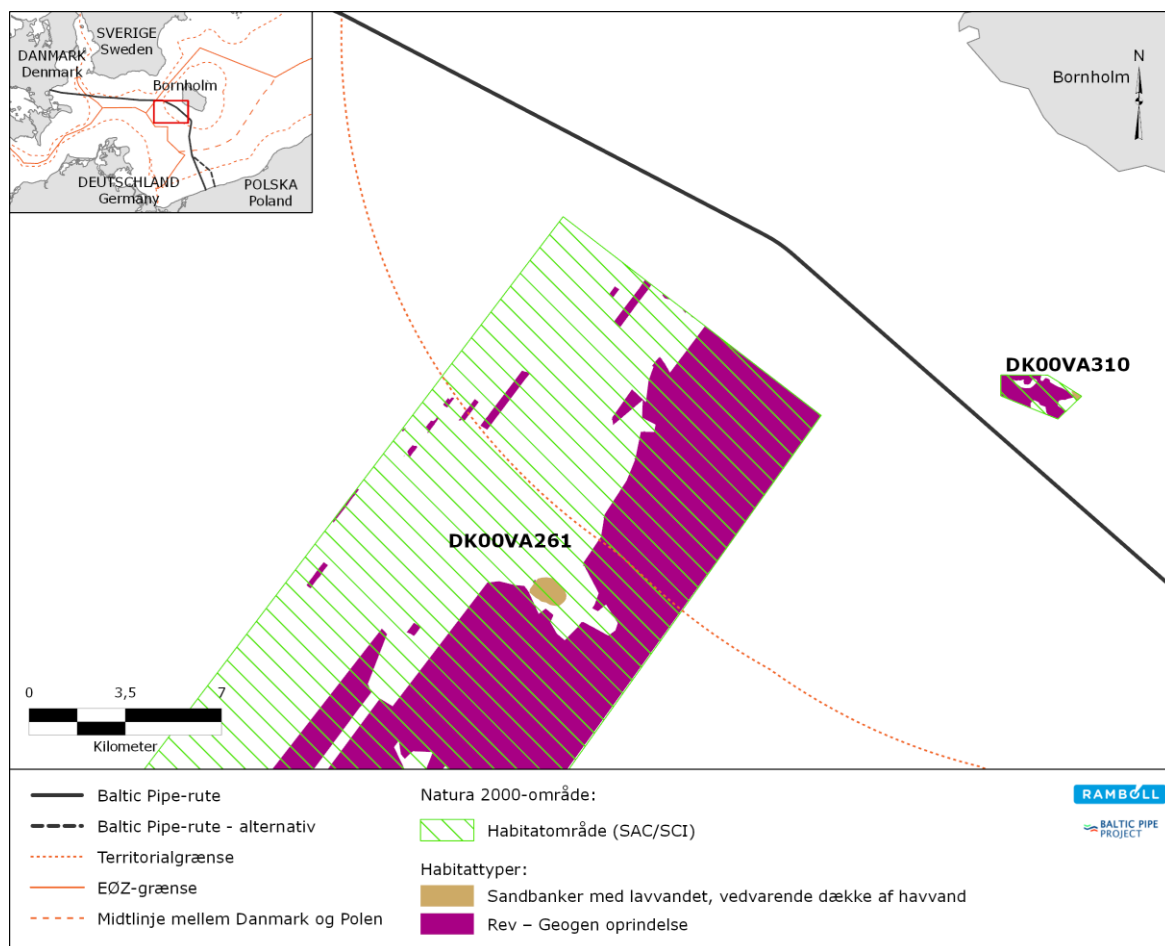 SVERIGE
Sweden
DANMARK
Denmark
Bornholm
DEUTSCHLAND
Germany
POLSKA
Poland
N
Bornholm
DK00VA310
DK00VA261
0 3,5 7
Kilometer
Baltic Pipe-rute
Baltic Pipe-rute - alternativ
Territorialgrænse
EØZ-grænse
Midtlinje mellem Danmark og Polen
Natura 2000-område:
Habitatområde (SAC/SCI)
Habitattyper:
Sandbanker med lavvandet, vedvarende dække af havvand
Rev – Geogen oprindelse
RAMBOLL
BALTIC PIPE
PROJECT